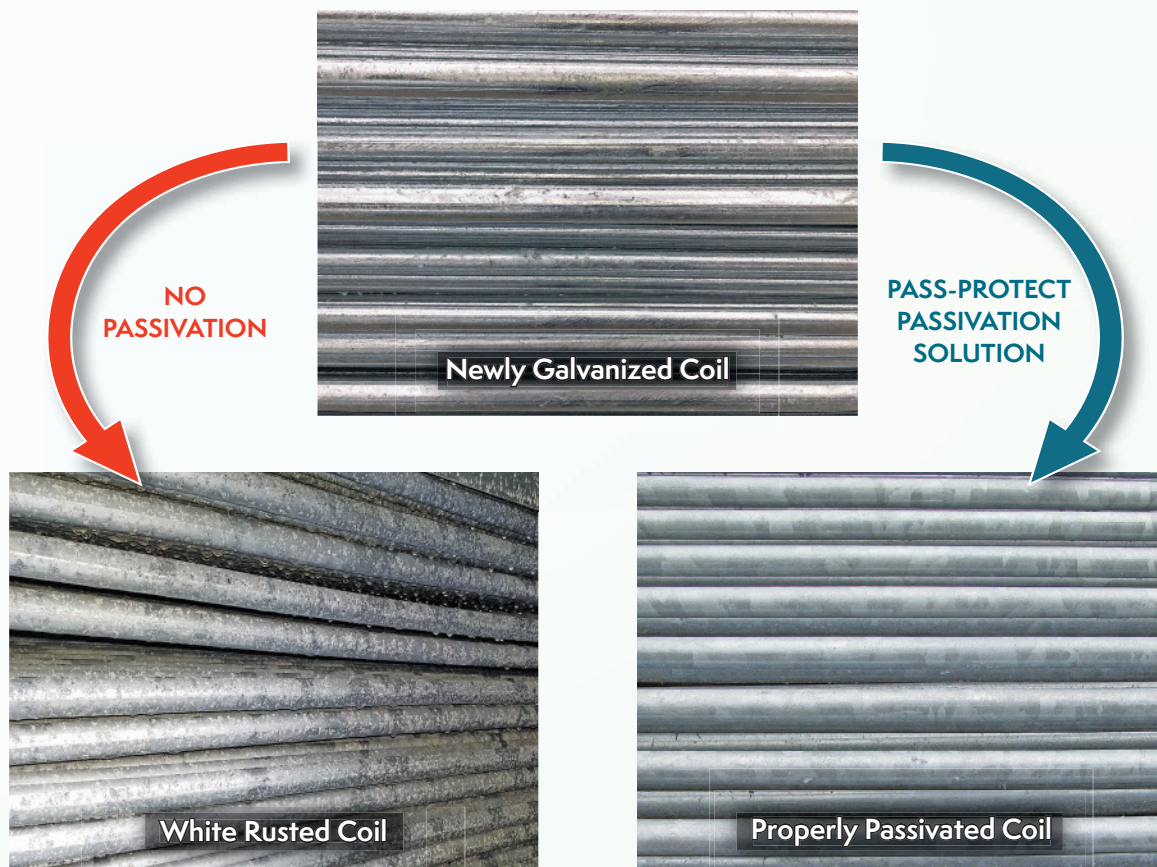 Newly Galvanized Coil
NO
PASSIVATION
PASS-PROTECT
PASSIVATION
SOLUTION
White Rusted Coil
Properly Passivated Coil